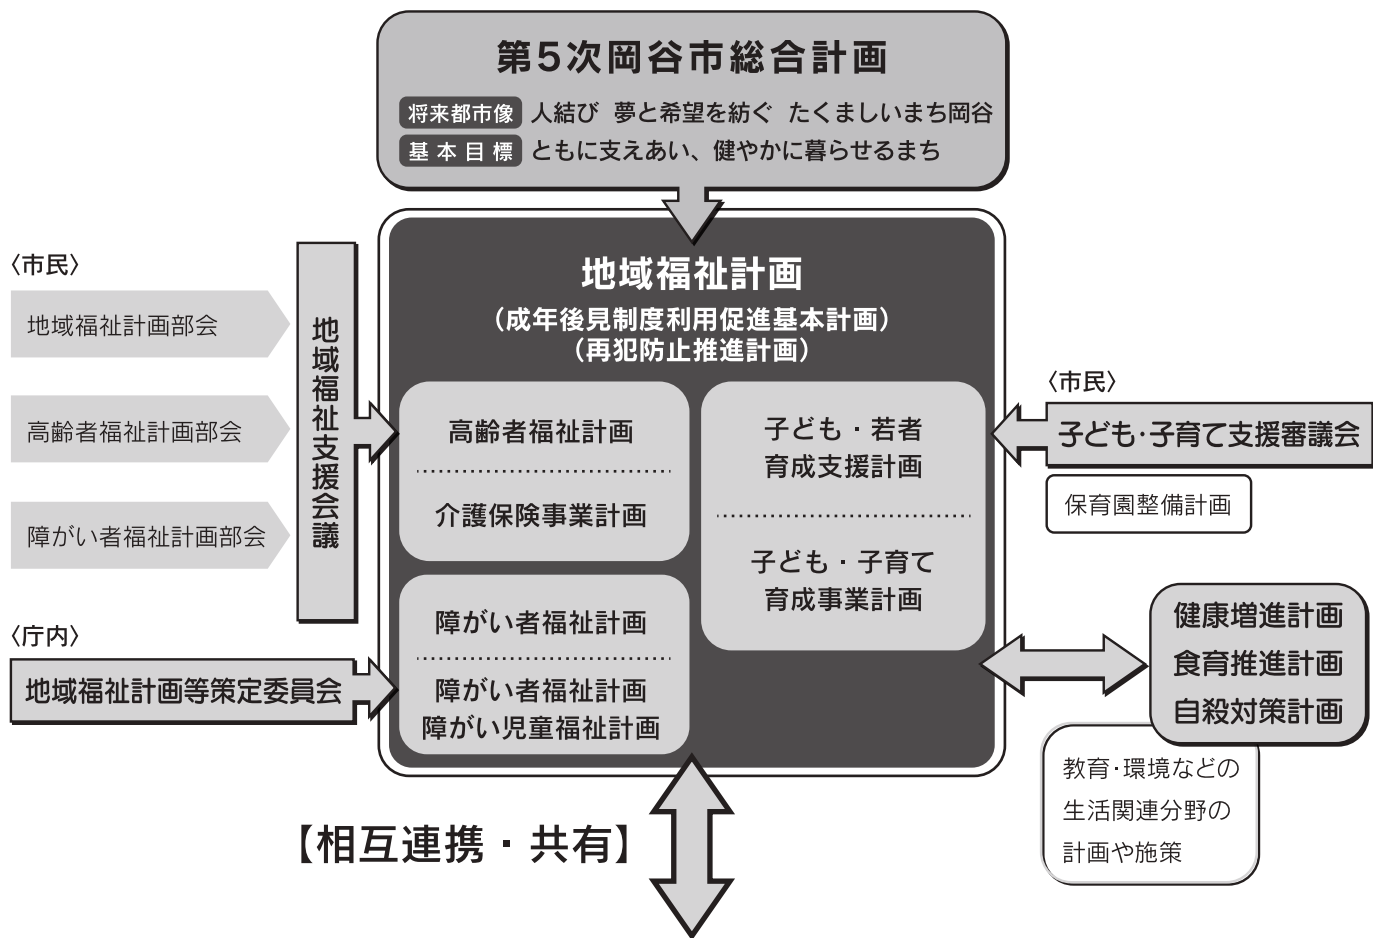 第5次岡谷市総合計画
将来都市像 人結び 夢と希望を紡ぐ たくましいまち岡谷
基本目標 ともに支えあい、健やかに暮らせるまち
地域福祉計画
（成年後見制度利用促進基本計画）
（再犯防止推進計画）
〈市民〉
地域福祉計画部会
高齢者福祉計画部会
障がい者福祉計画部会
地域福祉支援会議
〈庁内〉
地域福祉計画等策定委員会
高齢者福祉計画
介護保険事業計画
障がい者福祉計画
障がい者福祉計画
障がい児童福祉計画
子ども・若者
育成支援計画
子ども・子育て
育成事業計画
〈市民〉
子ども・子育て支援審議会
保育園整備計画
健康増進計画
食育推進計画
自殺対策計画
教育・環境などの
生活関連分野の
計画や施策
【相互連携・共有】